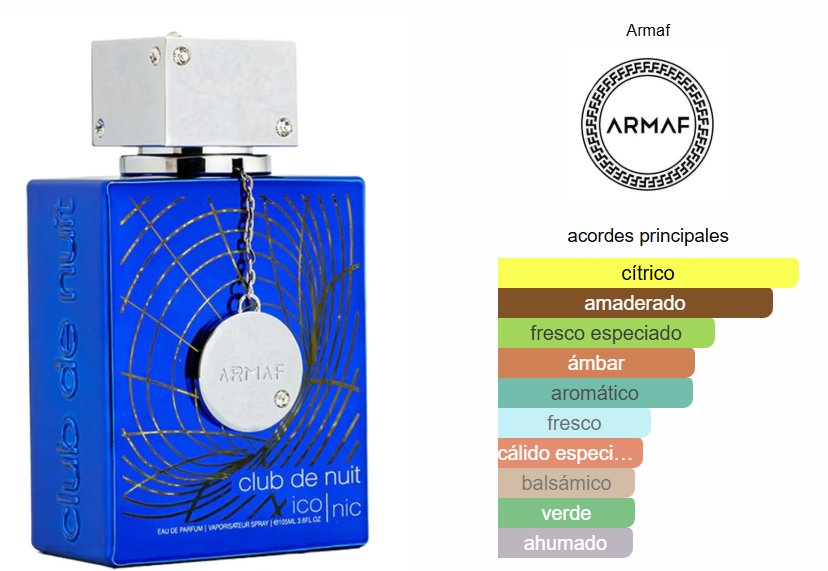 club de nuit
ARMAF
club de nuit
ico|nic
EAU DE PARFUM | VAPORISATEUR SPRAY | ⊖105ML 3.6FL.OZ
Armaf
ARMAF
acordes principales
cítrico
amaderado
fresco especiado
ámbar
aromático
fresco
cálido especi...
balsámico
verde
ahumado